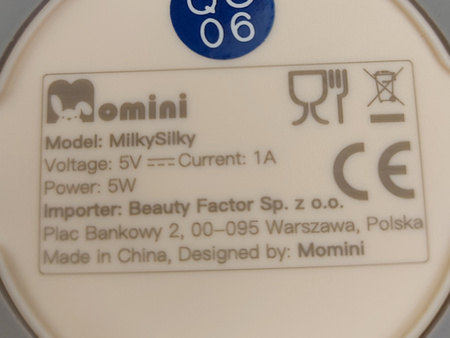 06
Momini
Model: MilkySilky
Voltage: 5V Current: 1A
Power: 5W
Importer: Beauty Factor Sp. z o.o.
Plac Bankowy 2, 00-095 Warszawa, Polska
Made in China, Designed by: Momini
CE